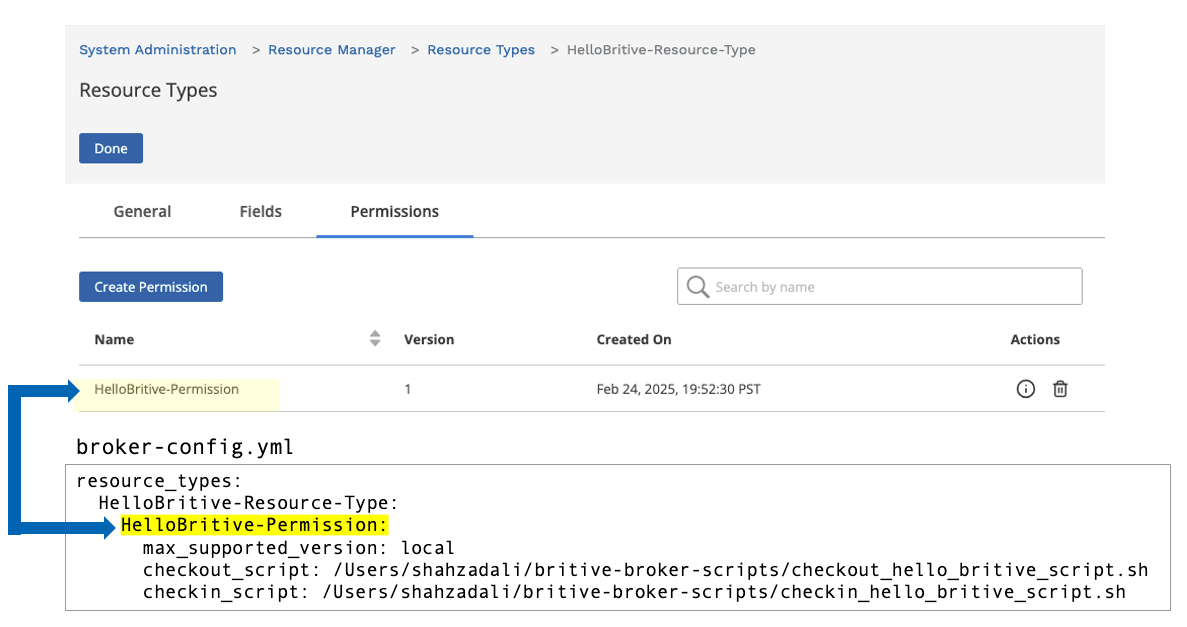 System Administration > Resource Manager > Resource Types > HelloBritive-Resource-Type
Resource Types
Done
General Fields Permissions
Create Permission Search by name
Name Version Created On Actions
HelloBritive-Permission 1 Feb 24, 2025, 19:52:30 PST
broker-config.yml
resource_types:
HelloBritive-Resource-Type:
HelloBritive-Permission:
max_supported_version: local
checkout_script: /Users/shahzadali/britive-broker-scripts/checkout_hello_britive_script.sh
checkin_script: /Users/shahzadali/britive-broker-scripts/checkin_hello_britive_script.sh